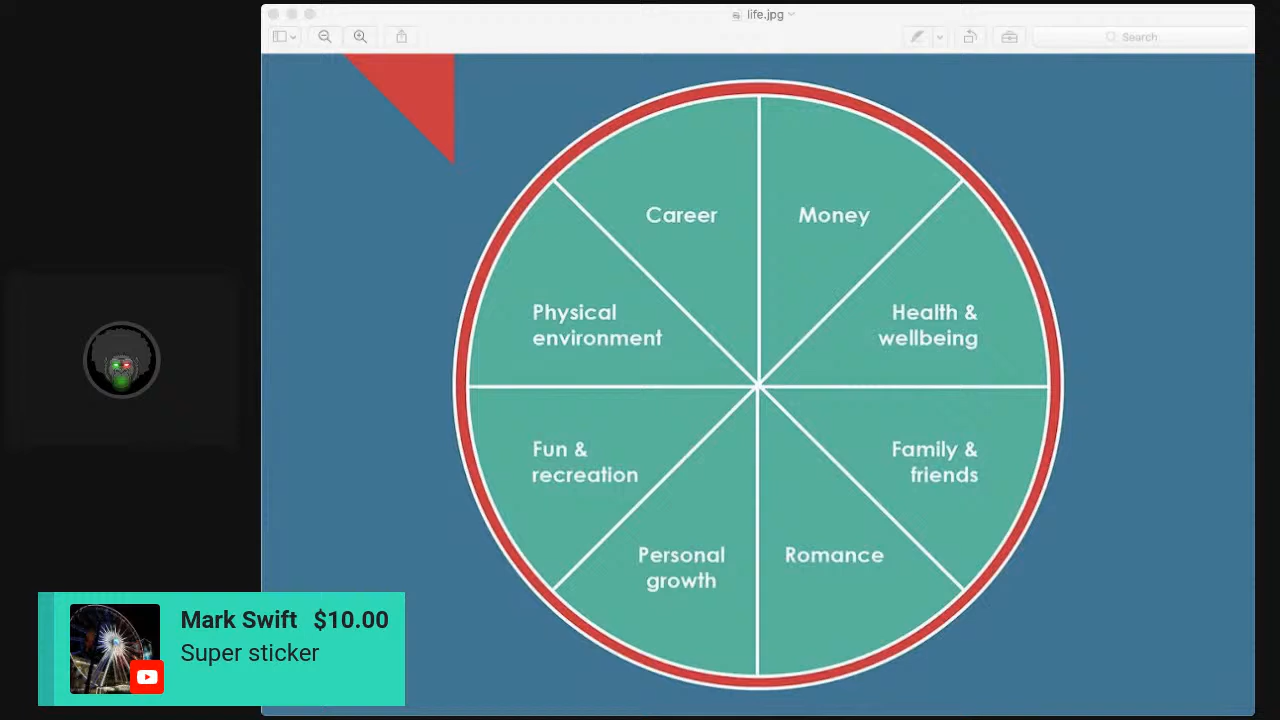 life.jpg
Search
Career
Money
Physical
environment
Health &
wellbeing
Fun &
recreation
Family &
friends
Personal
growth
Romance
Mark Swift $10.00
Super sticker